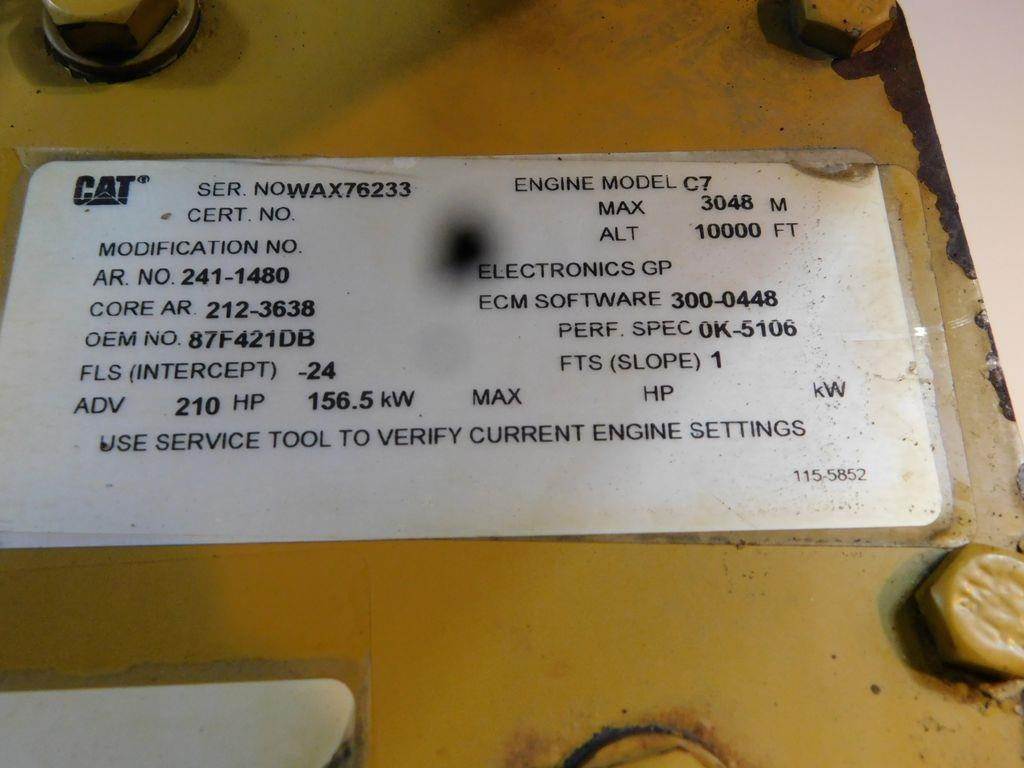 CAT® SER. NO WAX76233 ENGINE MODEL C7
CERT. NO. MAX 3048 M
MODIFICATION NO. ALT 10000 FT
AR. NO. 241-1480 ELECTRONICS GP
CORE AR. 212-3638 ECM SOFTWARE 300-0448
OEM NO. 87F421DB PERF. SPEC 0K-5106
FLS (INTERCEPT) -24 FTS (SLOPE) 1
ADV 210 HP 156.5 kW MAX HP kW
USE SERVICE TOOL TO VERIFY CURRENT ENGINE SETTINGS
115-5852